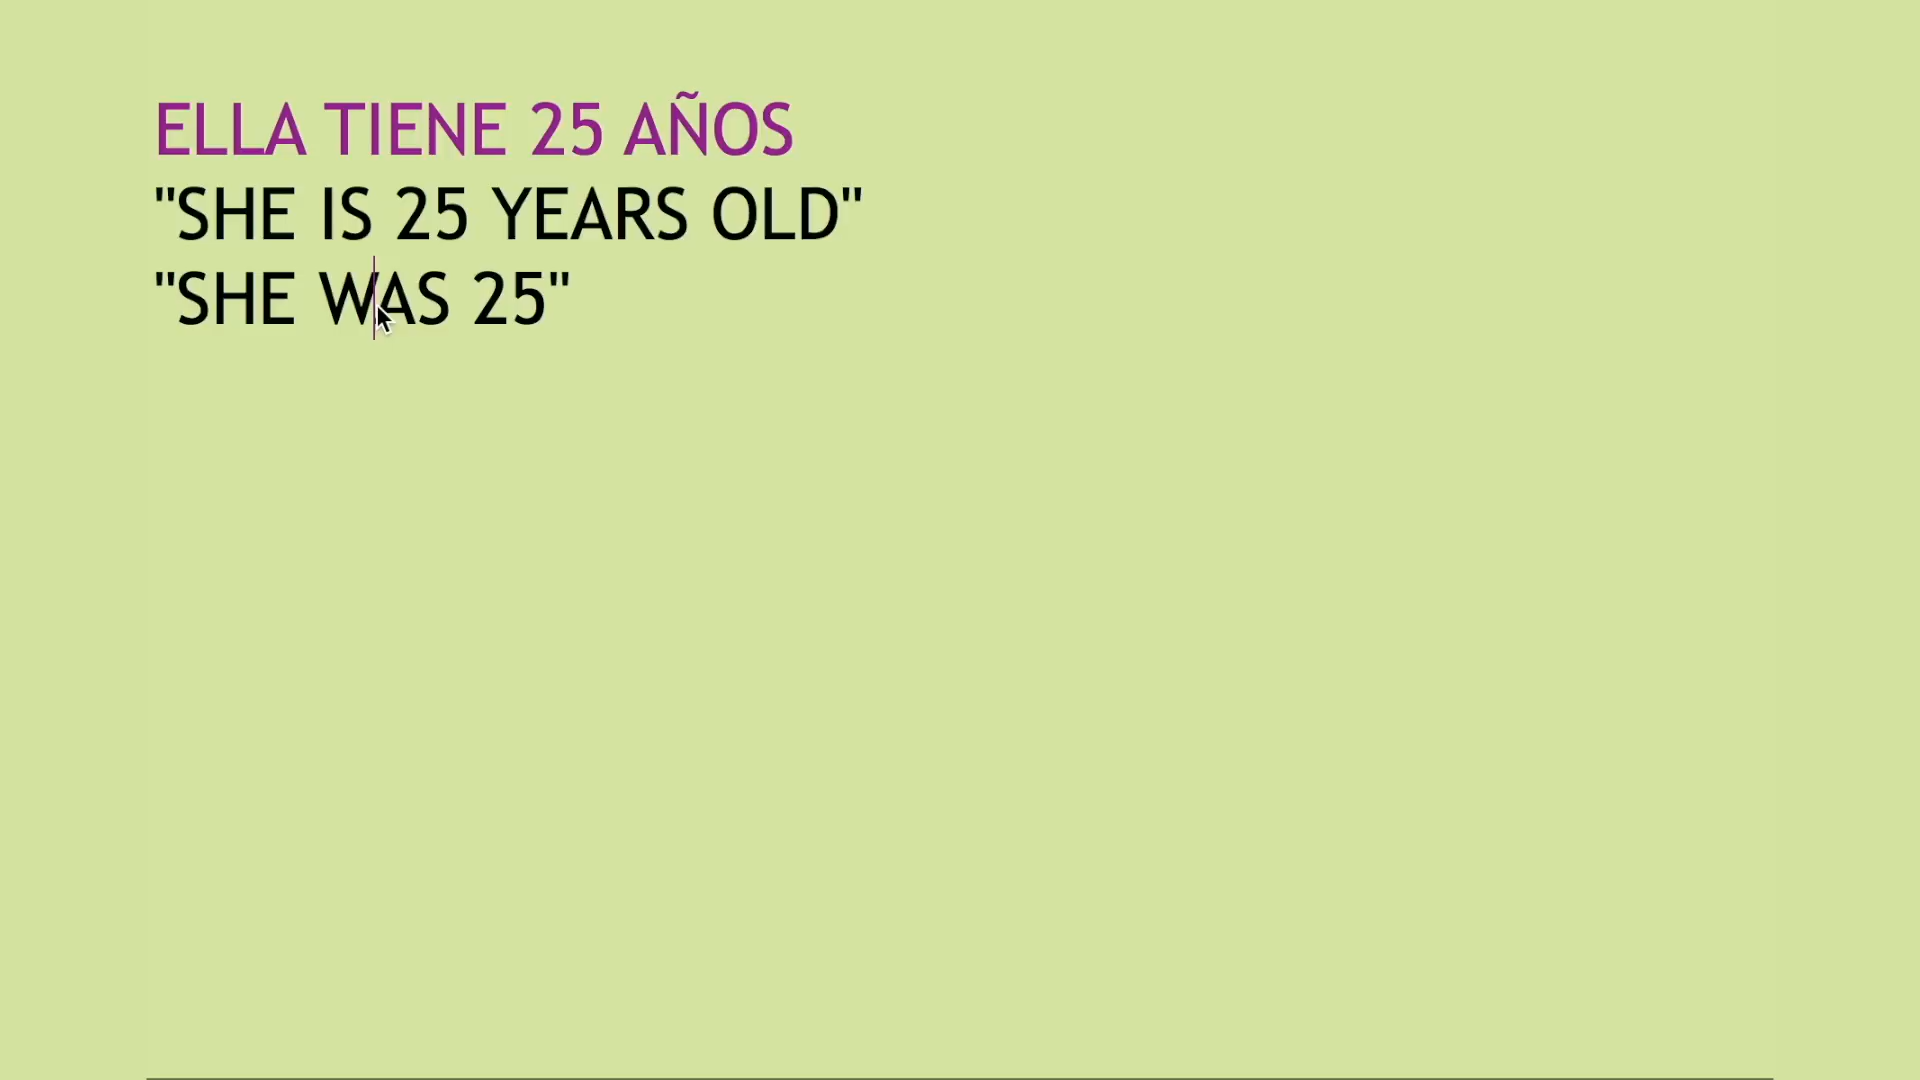 ELLA TIENE 25 AÑOS
"SHE IS 25 YEARS OLD"
"SHE WAS 25"